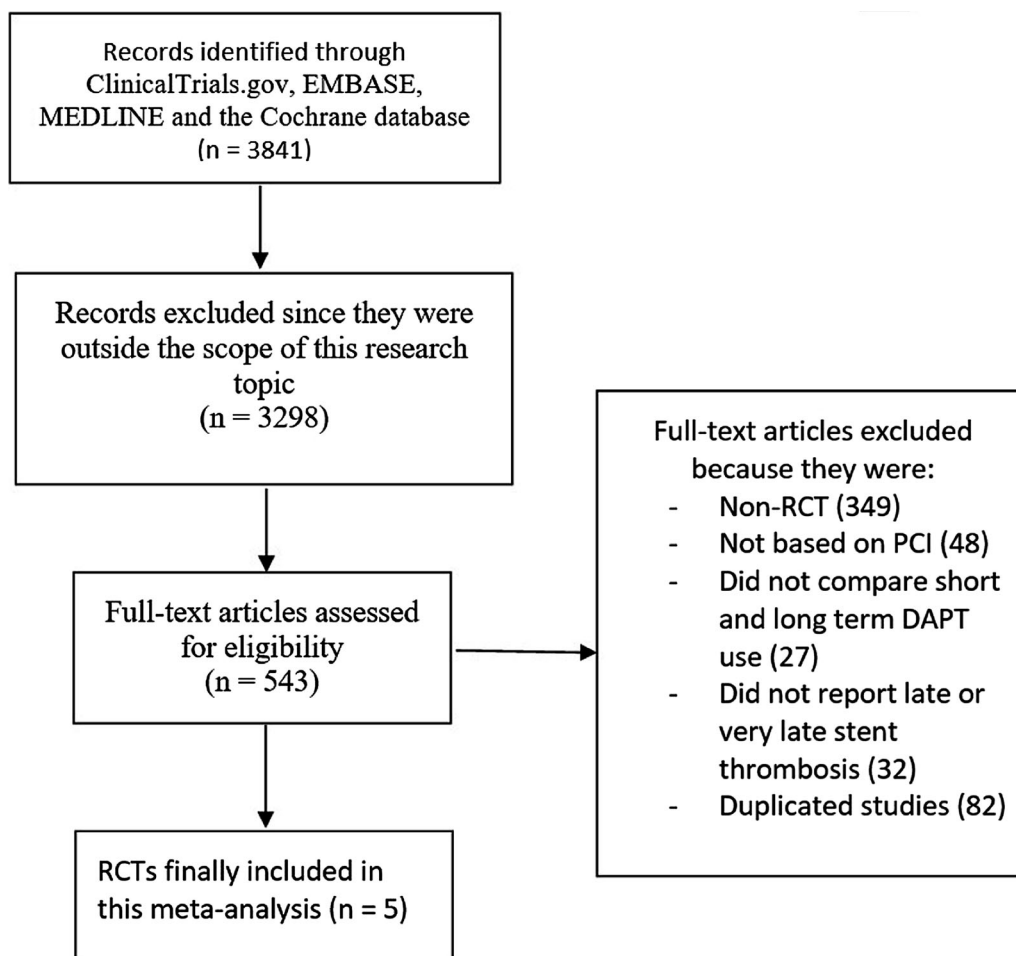 Records identified through
ClinicalTrials.gov, EMBASE,
MEDLINE and the Cochrane database
(n = 3841)
Records excluded since they were
outside the scope of this research
topic
(n = 3298)
Full-text articles assessed
for eligibility
(n = 543)
Full-text articles excluded
because they were:
- Non-RCT (349)
- Not based on PCI (48)
- Did not compare short
and long term DAPT
use (27)
- Did not report late or
very late stent
thrombosis (32)
- Duplicated studies (82)
RCTs finally included in
this meta-analysis (n = 5)